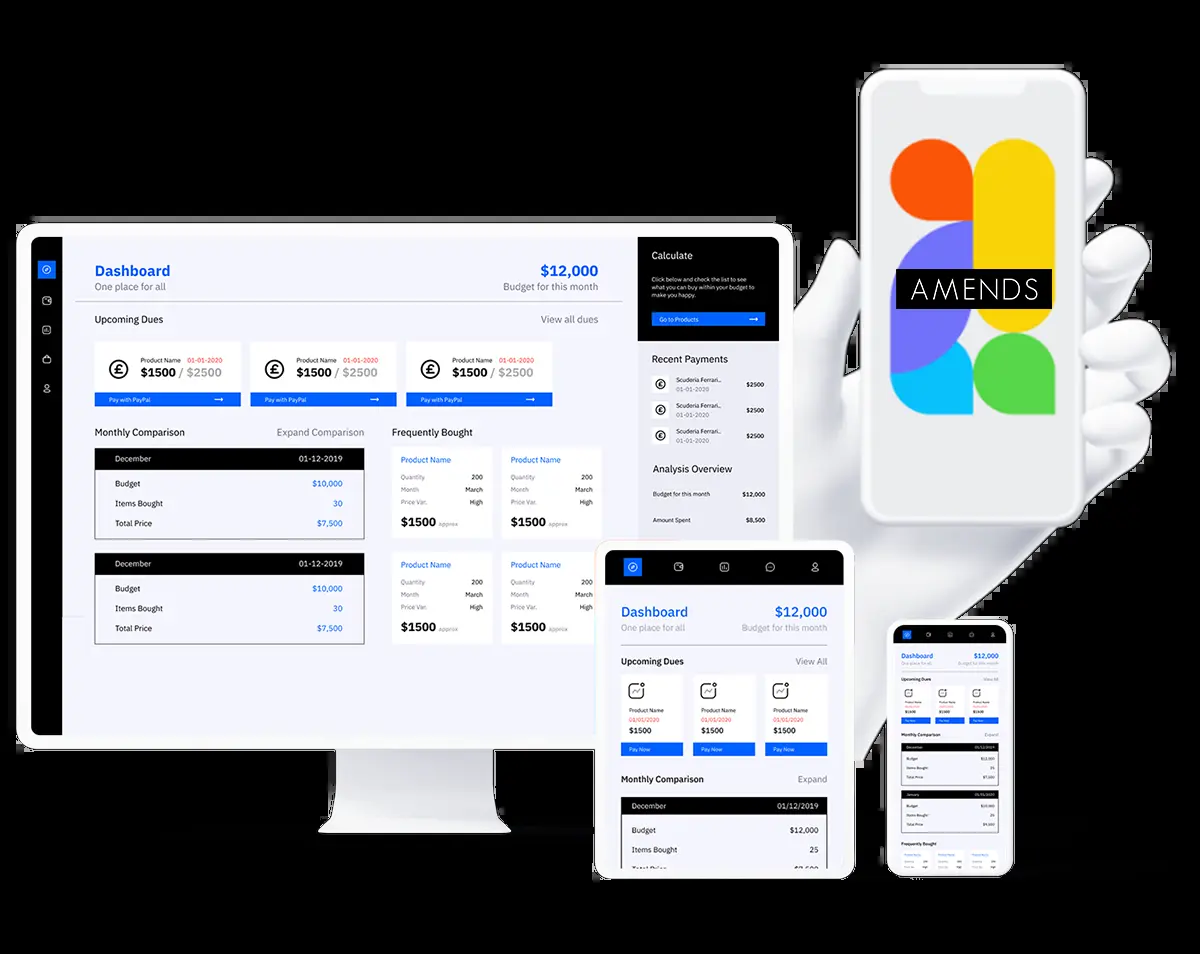 AMENDS
Dashboard
One place for all
$12,000
Budget for this month
Upcoming Dues
View all dues
Product Name 01-01-2020
$1500 / $2500
Pay with PayPal
Product Name 01-01-2020
$1500 / $2500
Pay with PayPal
Product Name 01-01-2020
$1500 / $2500
Pay with PayPal
Monthly Comparison
Expand Comparison
December 01-12-2019
Budget $10,000
Items Bought 30
Total Price $7,500
December 01-12-2019
Budget $10,000
Items Bought 30
Total Price $7,500
Frequently Bought
Product Name
Quantity 200
Month March
Price Var. High
$1500 approx
Product Name
Quantity 200
Month March
Price Var. High
$1500 approx
Product Name
Quantity 200
Month March
Price Var. High
$1500 approx
Product Name
Quantity 200
Month March
Price Var. High
$1500 approx
Calculate
Click below and check the list to see
what you can buy within your budget to
make you happy.
Go to Products
Recent Payments
Scuderia Ferrari..
01-01-2020
$2500
Scuderia Ferrari..
01-01-2020
$2500
Scuderia Ferrari..
01-01-2020
$2500
Analysis Overview
Budget for this month $12,000
Amount Spent $8,500
Dashboard
One place for all
$12,000
Budget for this month
Upcoming Dues
View All
Product Name
01/01/2020
$1500
Pay Now
Product Name
01/01/2020
$1500
Pay Now
Product Name
01/01/2020
$1500
Pay Now
Monthly Comparison
Expand
December 01/12/2019
Budget $12,000
Items Bought 25
Total Price $7,500
Dashboard
One place for all
$12,000
Budget for this month
Upcoming Dues
View All
$1500
Pay Now
$1500
Pay Now
$1500
Pay Now
Monthly Comparison
Expand
December 01/12/2019
Budget $12,000
Items Bought 25
Total Price $7,500
January
Budget
Items Bought
Total Price
Frequently Bought